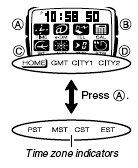 10:58 50
A
B
C
D
HOME GMT CITY1 CITY2
Press A.
PST MST CST EST
Time zone indicators